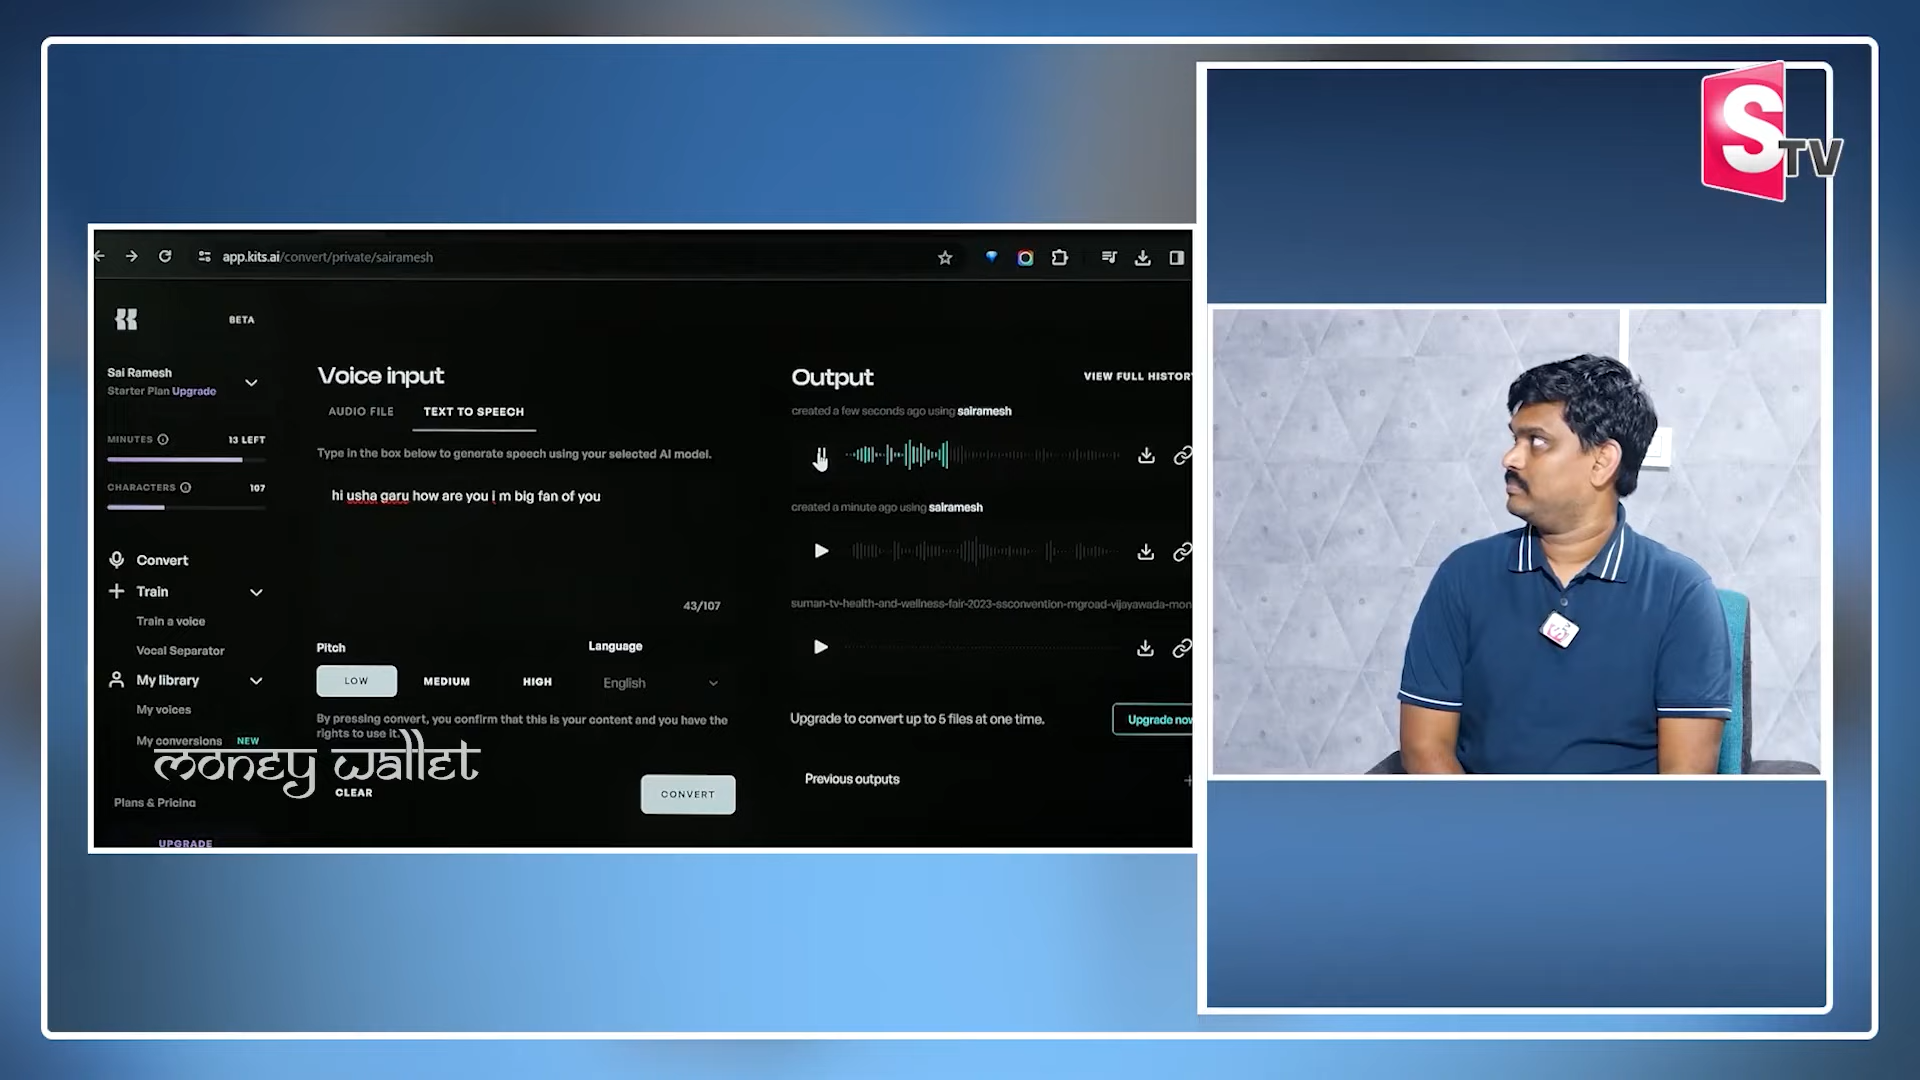 STV
app.kits.ai/convert/private/sairamesh
BETA
Sai Ramesh
Starter Plan Upgrade
MINUTES 13 LEFT
CHARACTERS 107
Convert
Train
Train a voice
Vocal Separator
My library
My voices
My conversions NEW
Plans & Pricing
UPGRADE
Voice input
AUDIO FILE TEXT TO SPEECH
Type in the box below to generate speech using your selected AI model.
hi usha garu how are you i m big fan of you
43/107
Pitch Language
LOW MEDIUM HIGH English
By pressing convert, you confirm that this is your content and you have the
rights to use it.
CLEAR CONVERT
Output VIEW FULL HISTOR
created a few seconds ago using sairamesh
created a minute ago using sairamesh
suman-tv-health-and-wellness-fair-2023-ssconvention-mgroad-vijayawada-mon
Upgrade to convert up to 5 files at one time. Upgrade now
Previous outputs
money wallet